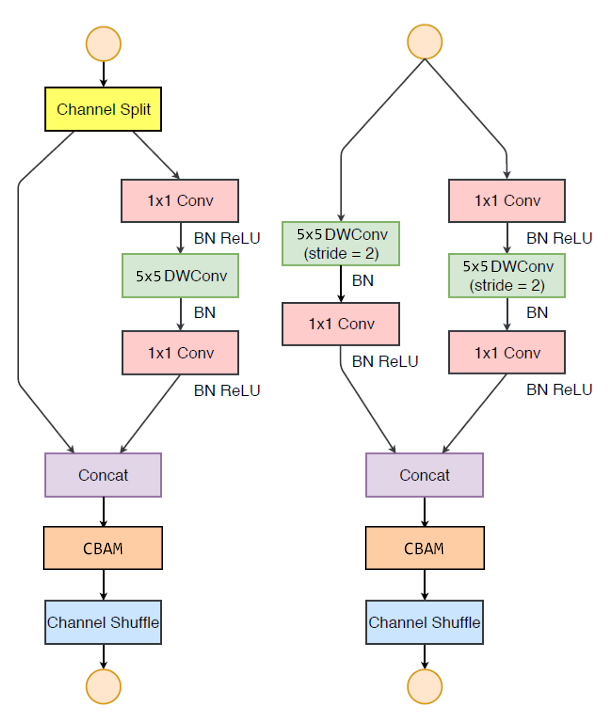 Channel Split
1x1 Conv
BN ReLU
5x5 DWConv
BN
1x1 Conv
BN ReLU
Concat
CBAM
Channel Shuffle
5x5 DWConv
(stride = 2)
BN
1x1 Conv
BN ReLU
1x1 Conv
BN ReLU
5x5 DWConv
(stride = 2)
BN
1x1 Conv
BN ReLU
Concat
CBAM
Channel Shuffle